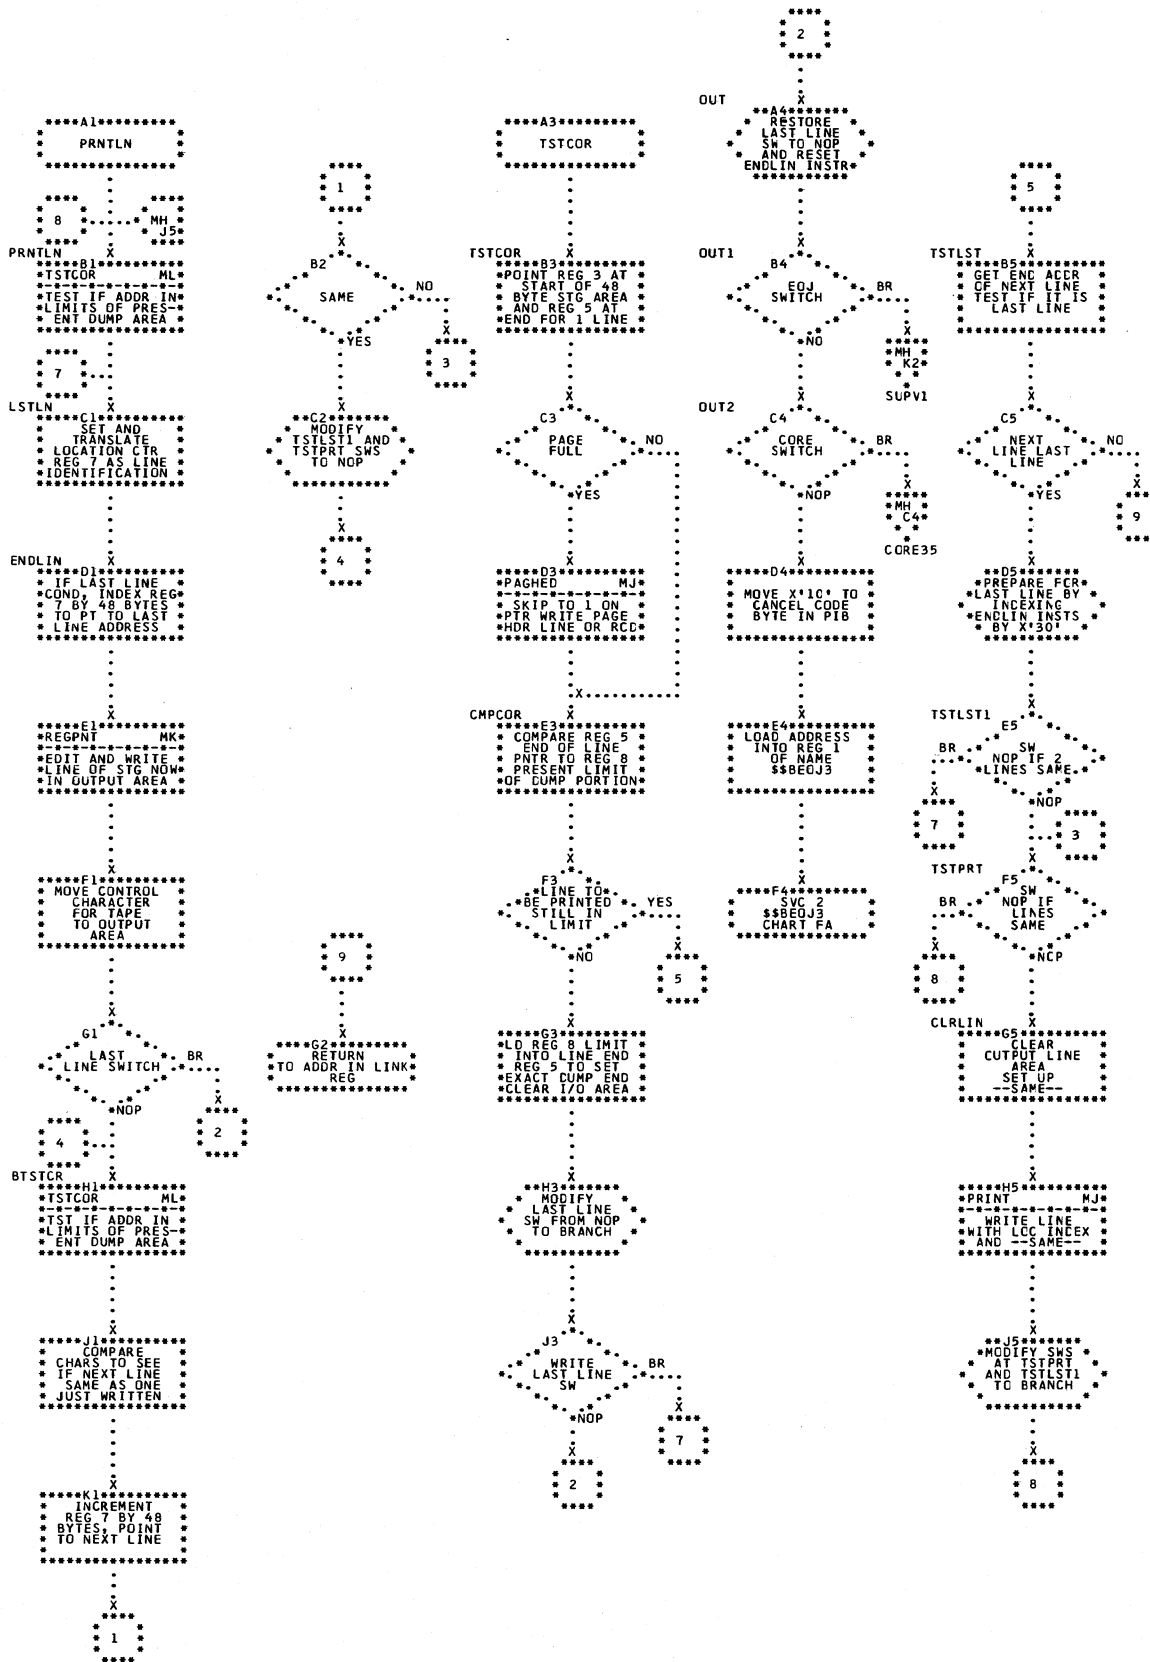 2
OUT
A4
RESTORE
LAST LINE
SW TO NOP
AND RESET
ENDLIN INSTR
A1
PRNTLN
8
MH
J5
PRNTLN
B1
TSTCOR ML
TEST IF ADDR IN
LIMITS OF PRES-
ENT DUMP AREA
7
LSTLN
C1
SET AND
TRANSLATE
LOCATION CTR
REG 7 AS LINE
IDENTIFICATION
ENDLIN
D1
IF LAST LINE
COND, INDEX REG
7 BY 48 BYTES
TO PT TO LAST
LINE ADDRESS
E1
REGPNT MK
EDIT AND WRITE
LINE OF STG NOW
IN OUTPUT AREA
F1
MOVE CONTROL
CHARACTER
FOR TAPE
TO OUTPUT
AREA
G1
LAST
LINE SWITCH
BR
NOP
2
4
BTSTCR
H1
TSTCOR ML
TST IF ADDR IN
LIMITS OF PRES-
ENT DUMP AREA
J1
COMPARE
CHARS TO SEE
IF NEXT LINE
SAME AS ONE
JUST WRITTEN
K1
INCREMENT
REG 7 BY 48
BYTES, POINT
TO NEXT LINE
1
1
B2
SAME
NO
YES
3
C2
MODIFY
TSTLST1 AND
TSTPRT SWS
TO NOP
4
9
G2
RETURN
TO ADDR IN LINK
REG
A3
TSTCOR
TSTCOR
B3
POINT REG 3 AT
START OF 48
BYTE STG AREA
AND REG 5 AT
END FOR 1 LINE
C3
PAGE
FULL
NO
YES
D3
PAGHED MJ
SKIP TO 1 ON
PTR WRITE PAGE
HDR LINE OR RCD
CMPCOR
E3
COMPARE REG 5
END OF LINE
PNTR TO REG 8
PRESENT LIMIT
OF DUMP PORTION
F3
LINE TO
BE PRINTED
STILL IN
LIMIT
YES
NO
5
G3
LD REG 8 LIMIT
INTO LINE END
REG 5 TO SET
EXACT DUMP END
CLEAR I/O AREA
H3
MODIFY
LAST LINE
SW FROM NOP
TO BRANCH
J3
WRITE
LAST LINE
SW
BR
NOP
7
2
OUT1
B4
EOJ
SWITCH
BR
NO
MH
K2
SUPV1
OUT2
C4
CORE
SWITCH
BR
NOP
MH
C4
CORE35
D4
MOVE X'10' TO
CANCEL CODE
BYTE IN PIB
E4
LOAD ADDRESS
INTO REG 1
OF NAME
$$BEOJ3
F4
SVC 2
$$BEOJ3
CHART FA
5
TSTLST
B5
GET END ADCR
OF NEXT LINE
TEST IF IT IS
LAST LINE
C5
NEXT
LINE LAST
LINE
NO
YES
9
D5
PREPARE FCR
LAST LINE BY
INDEXING
ENDLIN INSTS
BY X'30'
TSTLST1
E5
SW
NOP IF 2
LINES SAME
BR
NOP
7
3
TSTPRT
F5
SW
NOP IF
LINES
SAME
BR
NCP
8
CLRLIN
G5
CLEAR
CUTPUT LINE
AREA
SET UP
--SAME--
H5
PRINT MJ
WRITE LINE
WITH LCC INDEX
AND --SAME--
J5
MODIFY SWS
AT TSTPRT
AND TSTLST1
TO BRANCH
8